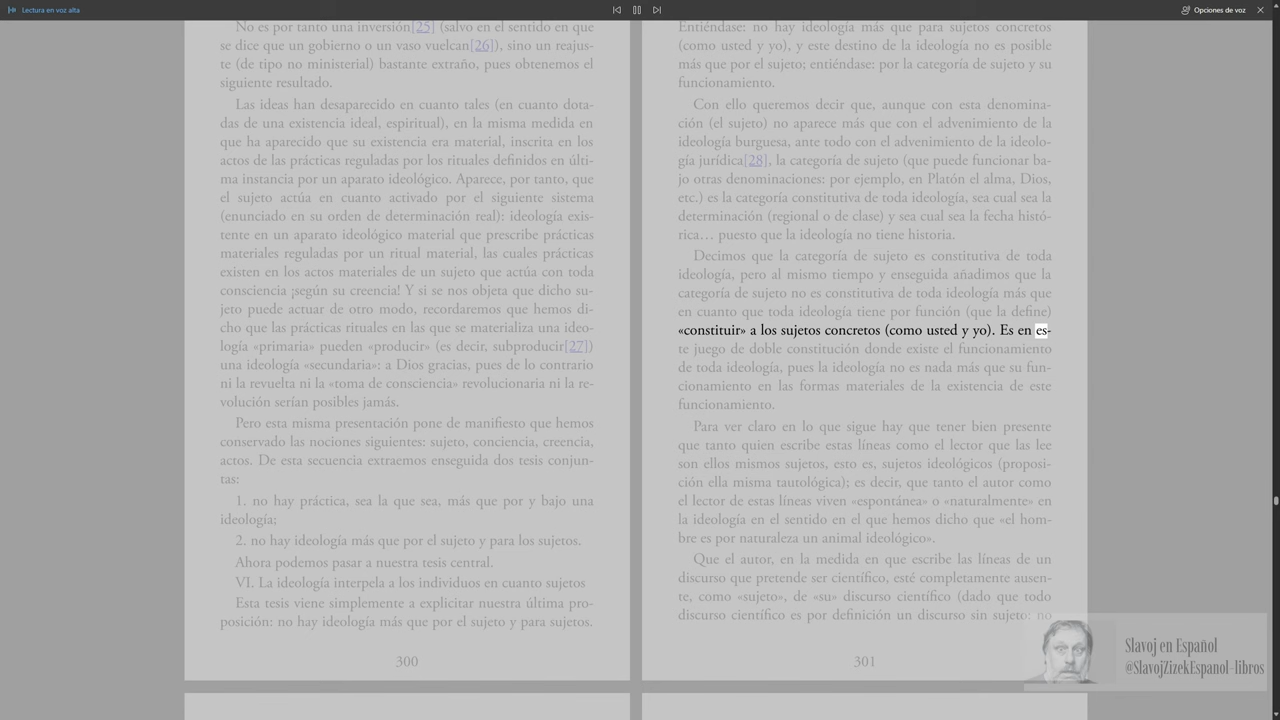 Lectura en voz alta
Opciones de voz
No es por tanto una inversión[25] (salvo en el sentido en que
se dice que un gobierno o un vaso vuelcan[26]), sino un reajus-
te (de tipo no ministerial) bastante extraño, pues obtenemos el
siguiente resultado.
Las ideas han desaparecido en cuanto tales (en cuanto dota-
das de una existencia ideal, espiritual), en la misma medida en
que ha aparecido que su existencia era material, inscrita en los
actos de las prácticas reguladas por los rituales definidos en últi-
ma instancia por un aparato ideológico. Aparece, por tanto, que
el sujeto actúa en cuanto activado por el siguiente sistema
(enunciado en su orden de determinación real): ideología exis-
tente en un aparato ideológico material que prescribe prácticas
materiales reguladas por un ritual material, las cuales prácticas
existen en los actos materiales de un sujeto que actúa con toda
consciencia ¡según su creencia! Y si se nos objeta que dicho su-
jeto puede actuar de otro modo, recordaremos que hemos di-
cho que las prácticas rituales en las que se materializa una ideo-
logía «primaria» pueden «producir» (es decir, subproducir[27])
una ideología «secundaria»: a Dios gracias, pues de lo contrario
ni la revuelta ni la «toma de consciencia» revolucionaria ni la re-
volución serían posibles jamás.
Pero esta misma presentación pone de manifiesto que hemos
conservado las nociones siguientes: sujeto, conciencia, creencia,
actos. De esta secuencia extraemos enseguida dos tesis conjun-
tas:
1. no hay práctica, sea la que sea, más que por y bajo una
ideología;
2. no hay ideología más que por el sujeto y para los sujetos.
Ahora podemos pasar a nuestra tesis central.
VI. La ideología interpela a los individuos en cuanto sujetos
Esta tesis viene simplemente a explicitar nuestra última pro-
posición: no hay ideología más que por el sujeto y para sujetos.
300
Entiéndase: no hay ideología más que para sujetos concretos
(como usted y yo), y este destino de la ideología no es posible
más que por el sujeto; entiéndase: por la categoría de sujeto y su
funcionamiento.
Con ello queremos decir que, aunque con esta denomina-
ción (el sujeto) no aparece más que con el advenimiento de la
ideología burguesa, ante todo con el advenimiento de la ideolo-
gía jurídica[28], la categoría de sujeto (que puede funcionar ba-
jo otras denominaciones: por ejemplo, en Platón el alma, Dios,
etc.) es la categoría constitutiva de toda ideología, sea cual sea la
determinación (regional o de clase) y sea cual sea la fecha histó-
rica… puesto que la ideología no tiene historia.
Decimos que la categoría de sujeto es constitutiva de toda
ideología, pero al mismo tiempo y enseguida añadimos que la
categoría de sujeto no es constitutiva de toda ideología más que
en cuanto que toda ideología tiene por función (que la define)
«constituir» a los sujetos concretos (como usted y yo). Es en es-
te juego de doble constitución donde existe el funcionamiento
de toda ideología, pues la ideología no es nada más que su fun-
cionamiento en las formas materiales de la existencia de este
funcionamiento.
Para ver claro en lo que sigue hay que tener bien presente
que tanto quien escribe estas líneas como el lector que las lee
son ellos mismos sujetos, esto es, sujetos ideológicos (proposi-
ción ella misma tautológica); es decir, que tanto el autor como
el lector de estas líneas viven «espontánea» o «naturalmente» en
la ideología en el sentido en el que hemos dicho que «el hom-
bre es por naturaleza un animal ideológico».
Que el autor, en la medida en que escribe las líneas de un
discurso que pretende ser científico, esté completamente ausen-
te, como «sujeto», de «su» discurso científico (dado que todo
discurso científico es por definición un discurso sin sujeto; no
301
Slavoj en Español
@SlavojZizekEspanol-libros